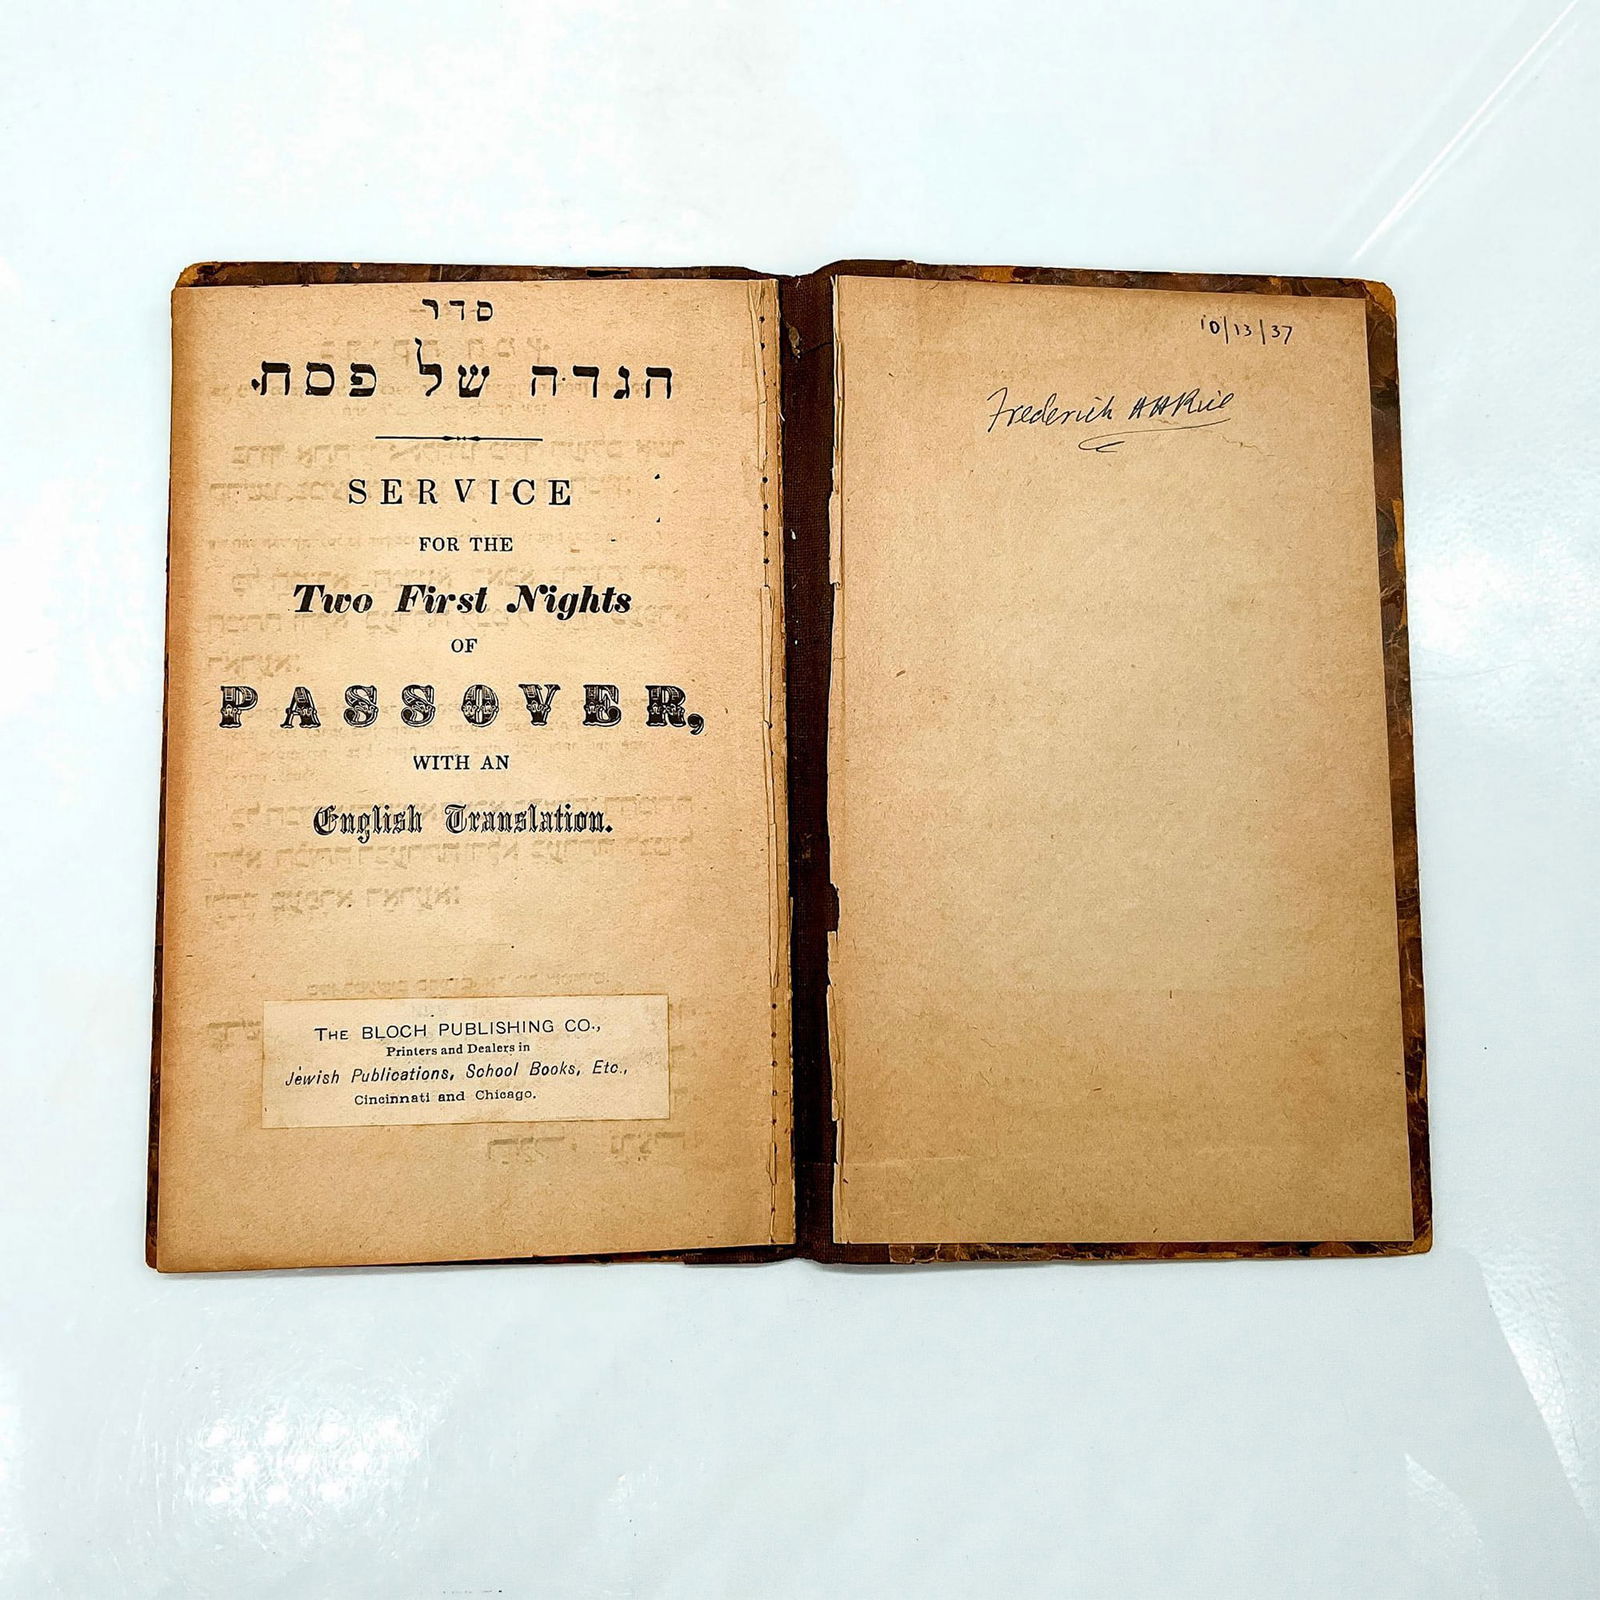 סדר
הגדה של פסח.
SERVICE
FOR THE
Two First Nights
OF
PASSOVER,
WITH AN
English Translation.
THE BLOCH PUBLISHING CO.,
Printers and Dealers in
Jewish Publications, School Books, Etc.,
Cincinnati and Chicago.
10/13/37
Frederich